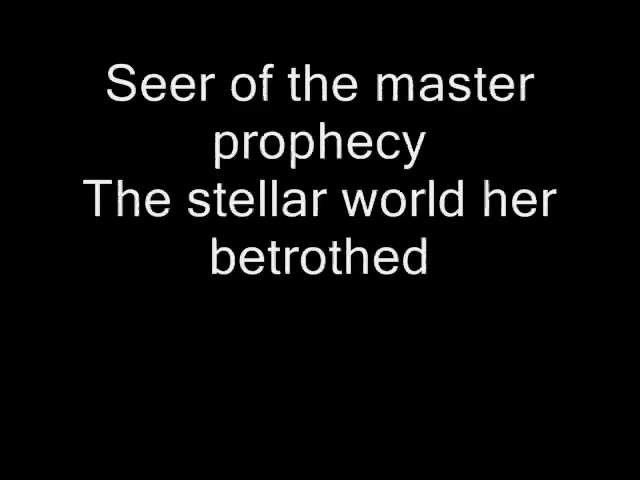 Seer of the master
prophecy
The stellar world her
betrothed